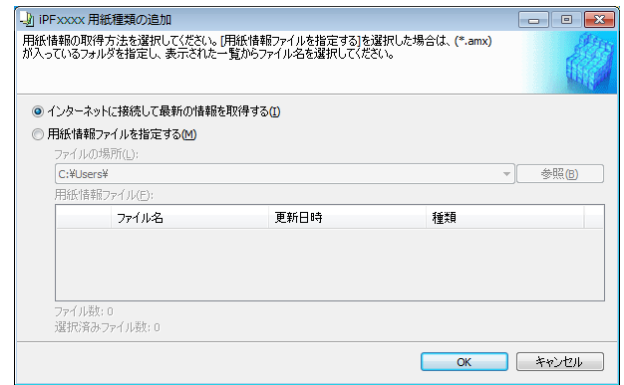 iPFxxxx 用紙種類の追加
用紙情報の取得方法を選択してください。[用紙情報ファイルを指定する]を選択した場合は、(*.amx)
が入っているフォルダを指定し、表示された一覧からファイル名を選択してください。
インターネットに接続して最新の情報を取得する(I)
用紙情報ファイルを指定する(M)
ファイルの場所(L):
C:¥Users¥
参照(B)
用紙情報ファイル(F):
ファイル名 更新日時 種類
ファイル数: 0
選択済みファイル数: 0
OK キャンセル